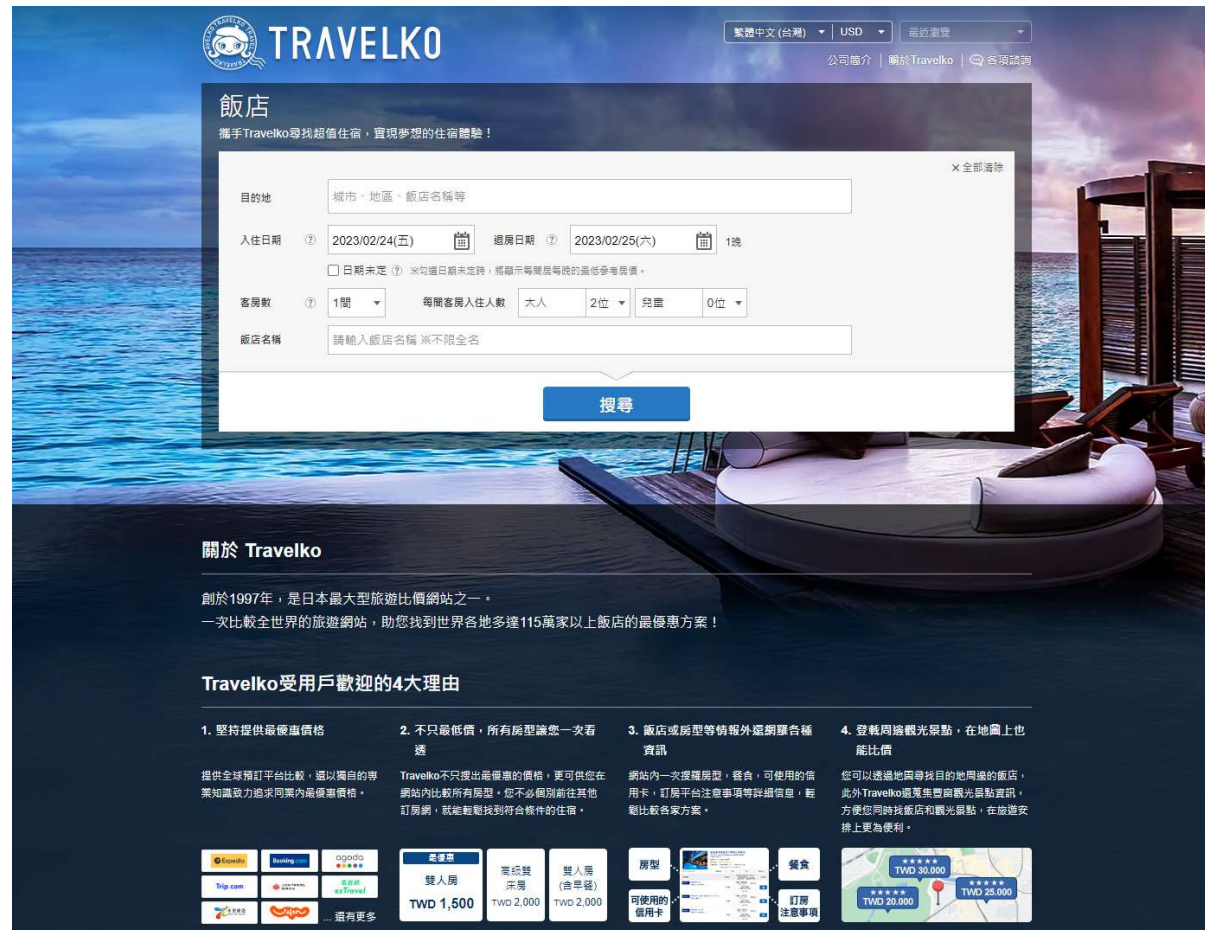 TRAVELKO
繁體中文(台灣)
USD
最近瀏覽
公司簡介 | 關於Travelko | 各項諮詢
飯店
攜手Travelko尋找超值住宿，實現夢想的住宿體驗！
×全部清除
目的地
城市、地區、飯店名稱等
入住日期 ? 2023/02/24(五) 退房日期 ? 2023/02/25(六) 1晚
日期未定 ? ※勾選日期未定時，將顯示每間房每晚的最低參考房價。
客房數 ? 1間 每間客房入住人數 大人 2位 兒童 0位
飯店名稱 請輸入飯店名稱 ※不限全名
搜尋
關於 Travelko
創於1997年，是日本最大型旅遊比價網站之一。
一次比較全世界的旅遊網站，助您找到世界各地多達115萬家以上飯店的最優惠方案！
Travelko受用戶歡迎的4大理由
1. 堅持提供最優惠價格
提供全球預訂平台比較，還以獨自的專
業知識致力追求同業內最優惠價格。
Expedia
Booking.com
agoda
Trip.com
易遊網
ezTravel
... 還有更多
2. 不只最低價，所有房型讓您一次看
透
Travelko不只搜出最優惠的價格，更可供您在
網站內比較所有房型。您不必個別前往其他
訂房網，就能輕鬆找到符合條件的住宿。
最優惠
雙人房
TWD 1,500
高級雙
床房
TWD 2,000
雙人房
(含早餐)
TWD 2,000
3. 飯店或房型等情報外還網羅各種
資訊
網站內一次搜羅房型，餐食，可使用的信
用卡，訂房平台注意事項等詳細信息，輕
鬆比較各家方案。
房型
餐食
可使用的
信用卡
訂房
注意事項
4. 登載周邊觀光景點，在地圖上也
能比價
您可以透過地圖尋找目的地周邊的飯店，
此外Travelko還蒐集豐富觀光景點資訊，
方便您同時找飯店和觀光景點，在旅遊安
排上更為便利。
★★★★★
TWD 30.000
★★★★★
TWD 20.000
★★★★★
TWD 25.000